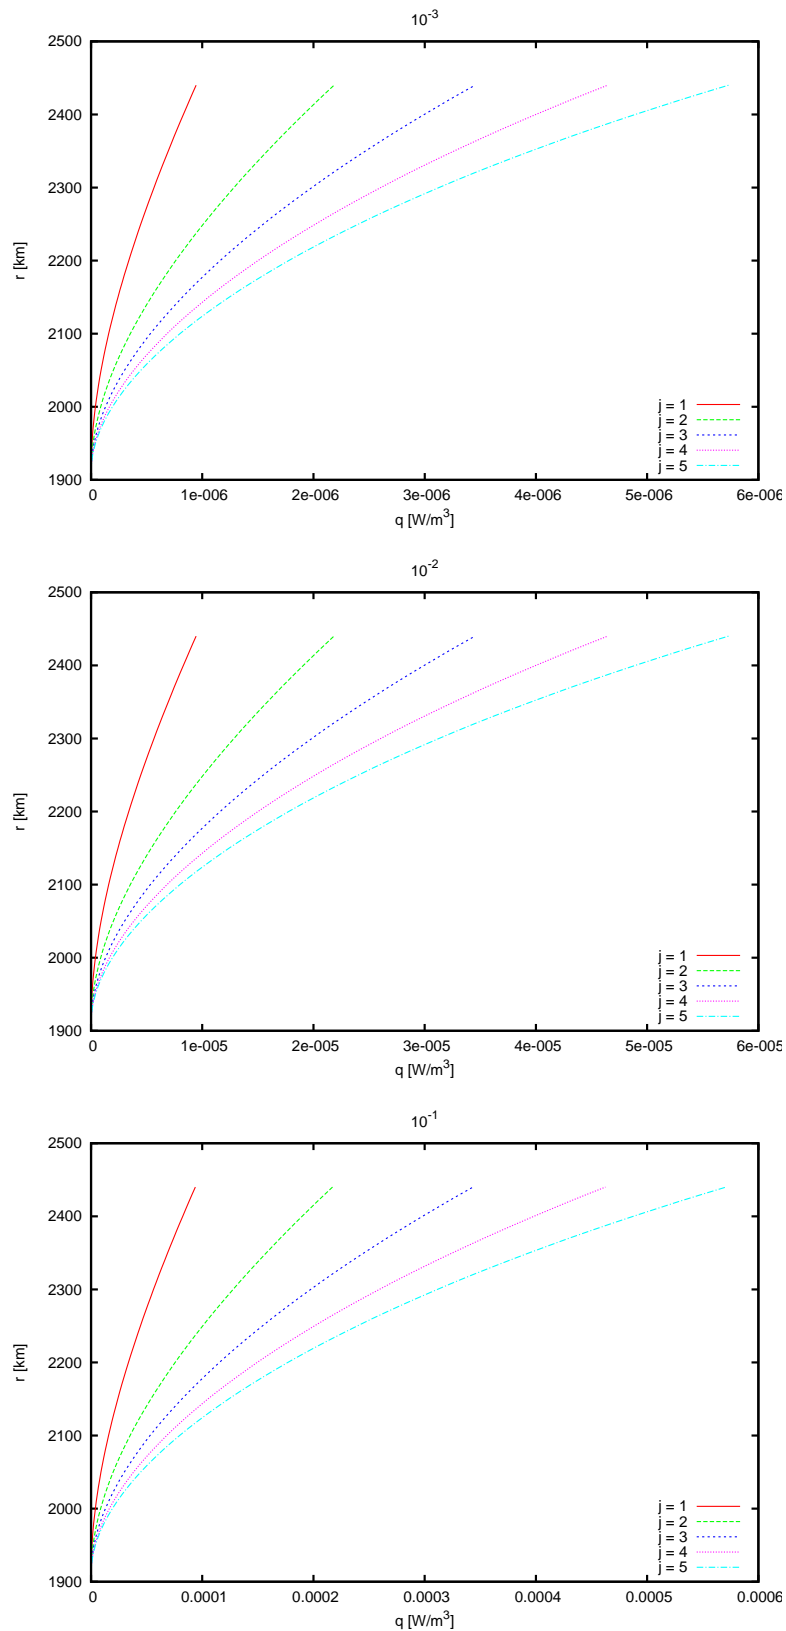 10^-3
2500
2400
2300
2200
2100
2000
1900
r [km]
j = 1
j = 2
j = 3
j = 4
j = 5
0 1e-006 2e-006 3e-006 4e-006 5e-006 6e-006
q [W/m^3]
10^-2
2500
2400
2300
2200
2100
2000
1900
r [km]
j = 1
j = 2
j = 3
j = 4
j = 5
0 1e-005 2e-005 3e-005 4e-005 5e-005 6e-005
q [W/m^3]
10^-1
2500
2400
2300
2200
2100
2000
1900
r [km]
j = 1
j = 2
j = 3
j = 4
j = 5
0 0.0001 0.0002 0.0003 0.0004 0.0005 0.0006
q [W/m^3]